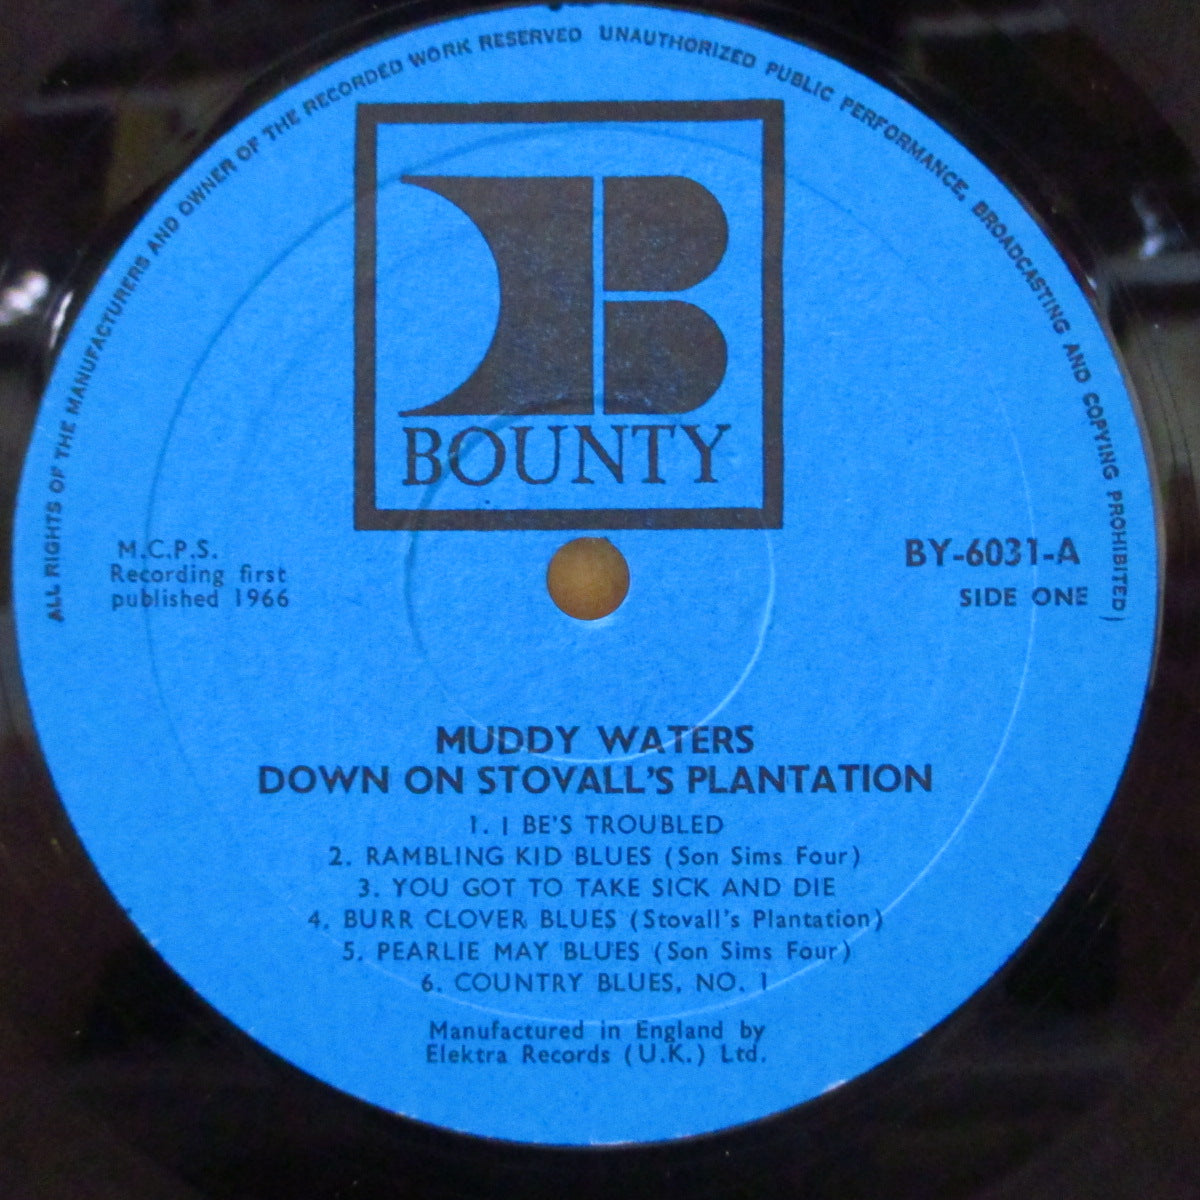 ALL RIGHTS OF THE MANUFACTURERS AND OWNER OF THE RECORDED WORK RESERVED UNAUTHORIZED PUBLIC PERFORMANCE, BROADCASTING AND COPYING PROHIBITED)
B
BOUNTY
M.C.P.S.
Recording first
published 1966
BY-6031-A
SIDE ONE
MUDDY WATERS
DOWN ON STOVALL'S PLANTATION
1. I BE'S TROUBLED
2. RAMBLING KID BLUES (Son Sims Four)
3. YOU GOT TO TAKE SICK AND DIE
4. BURR CLOVER BLUES (Stovall's Plantation)
5. PEARLIE MAY BLUES (Son Sims Four)
6. COUNTRY BLUES, NO. 1
Manufactured in England by
Elektra Records (U.K.) Ltd.